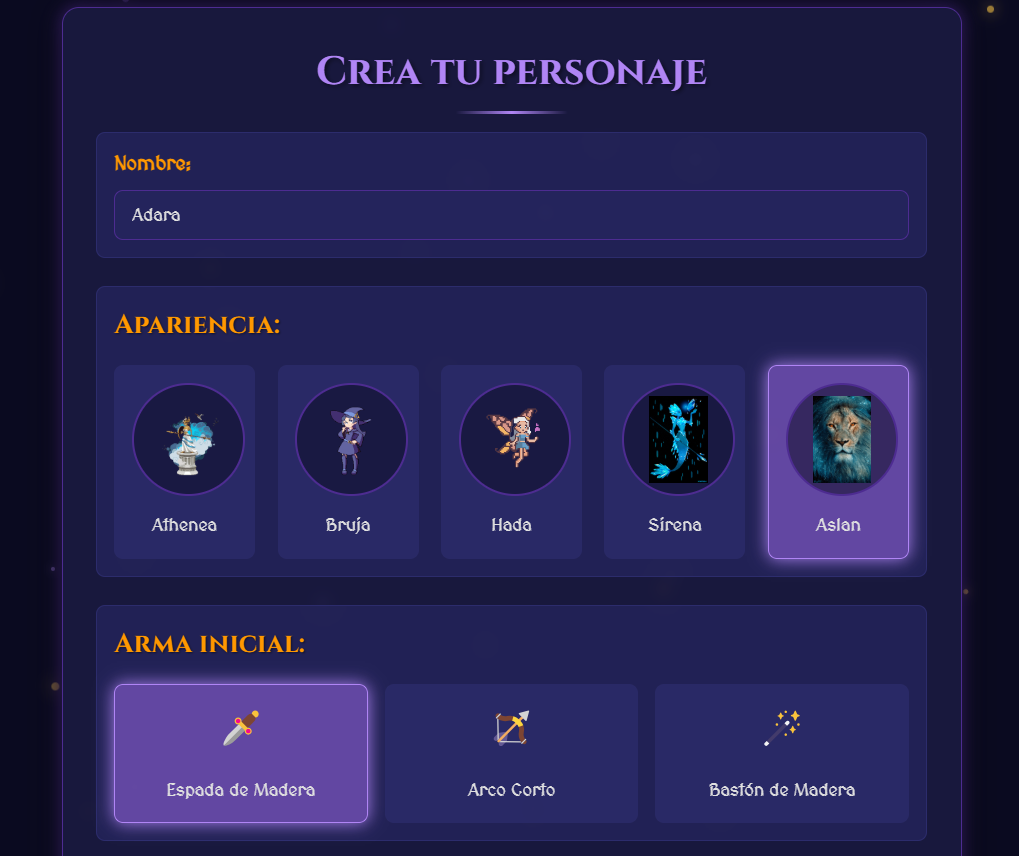 Crea tu personaje
Nombre:
Adara
Apariencia:
Athenea
Bruja
Hada
Sirena
Aslan
Arma inicial:
Espada de Madera
Arco Corto
Bastón de Madera